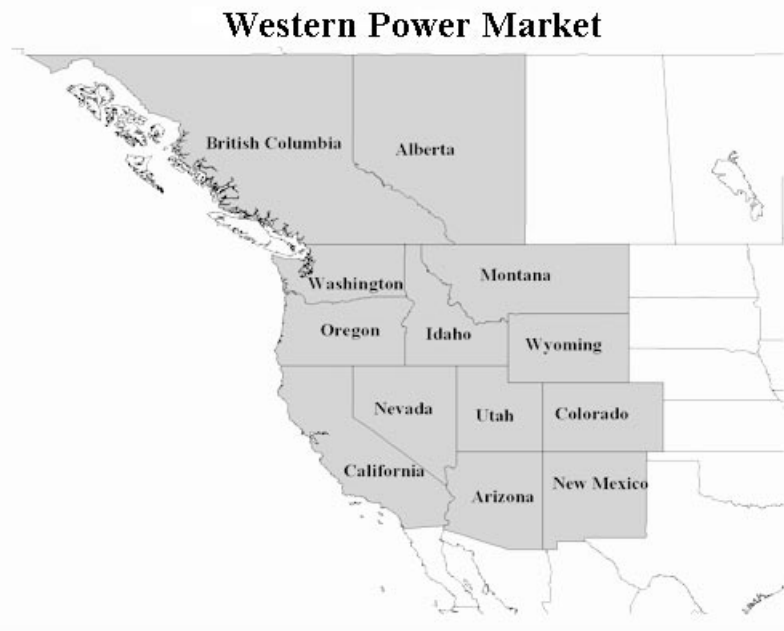 Western Power Market
British Columbia
Alberta
Washington
Montana
Oregon
Idaho
Wyoming
Nevada
Utah
Colorado
California
Arizona
New Mexico